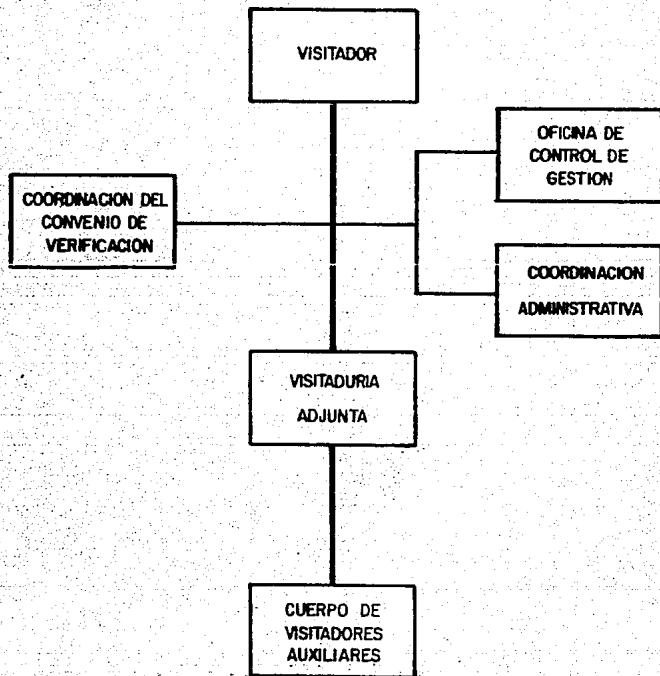 VISITADOR
OFICINA DE
CONTROL DE
GESTION
COORDINACION DEL
CONVENIO DE
VERIFICACION
COORDINACION
ADMINISTRATIVA
VISITADURIA
ADJUNTA
CUERPO DE
VISITADORES
AUXILIARES